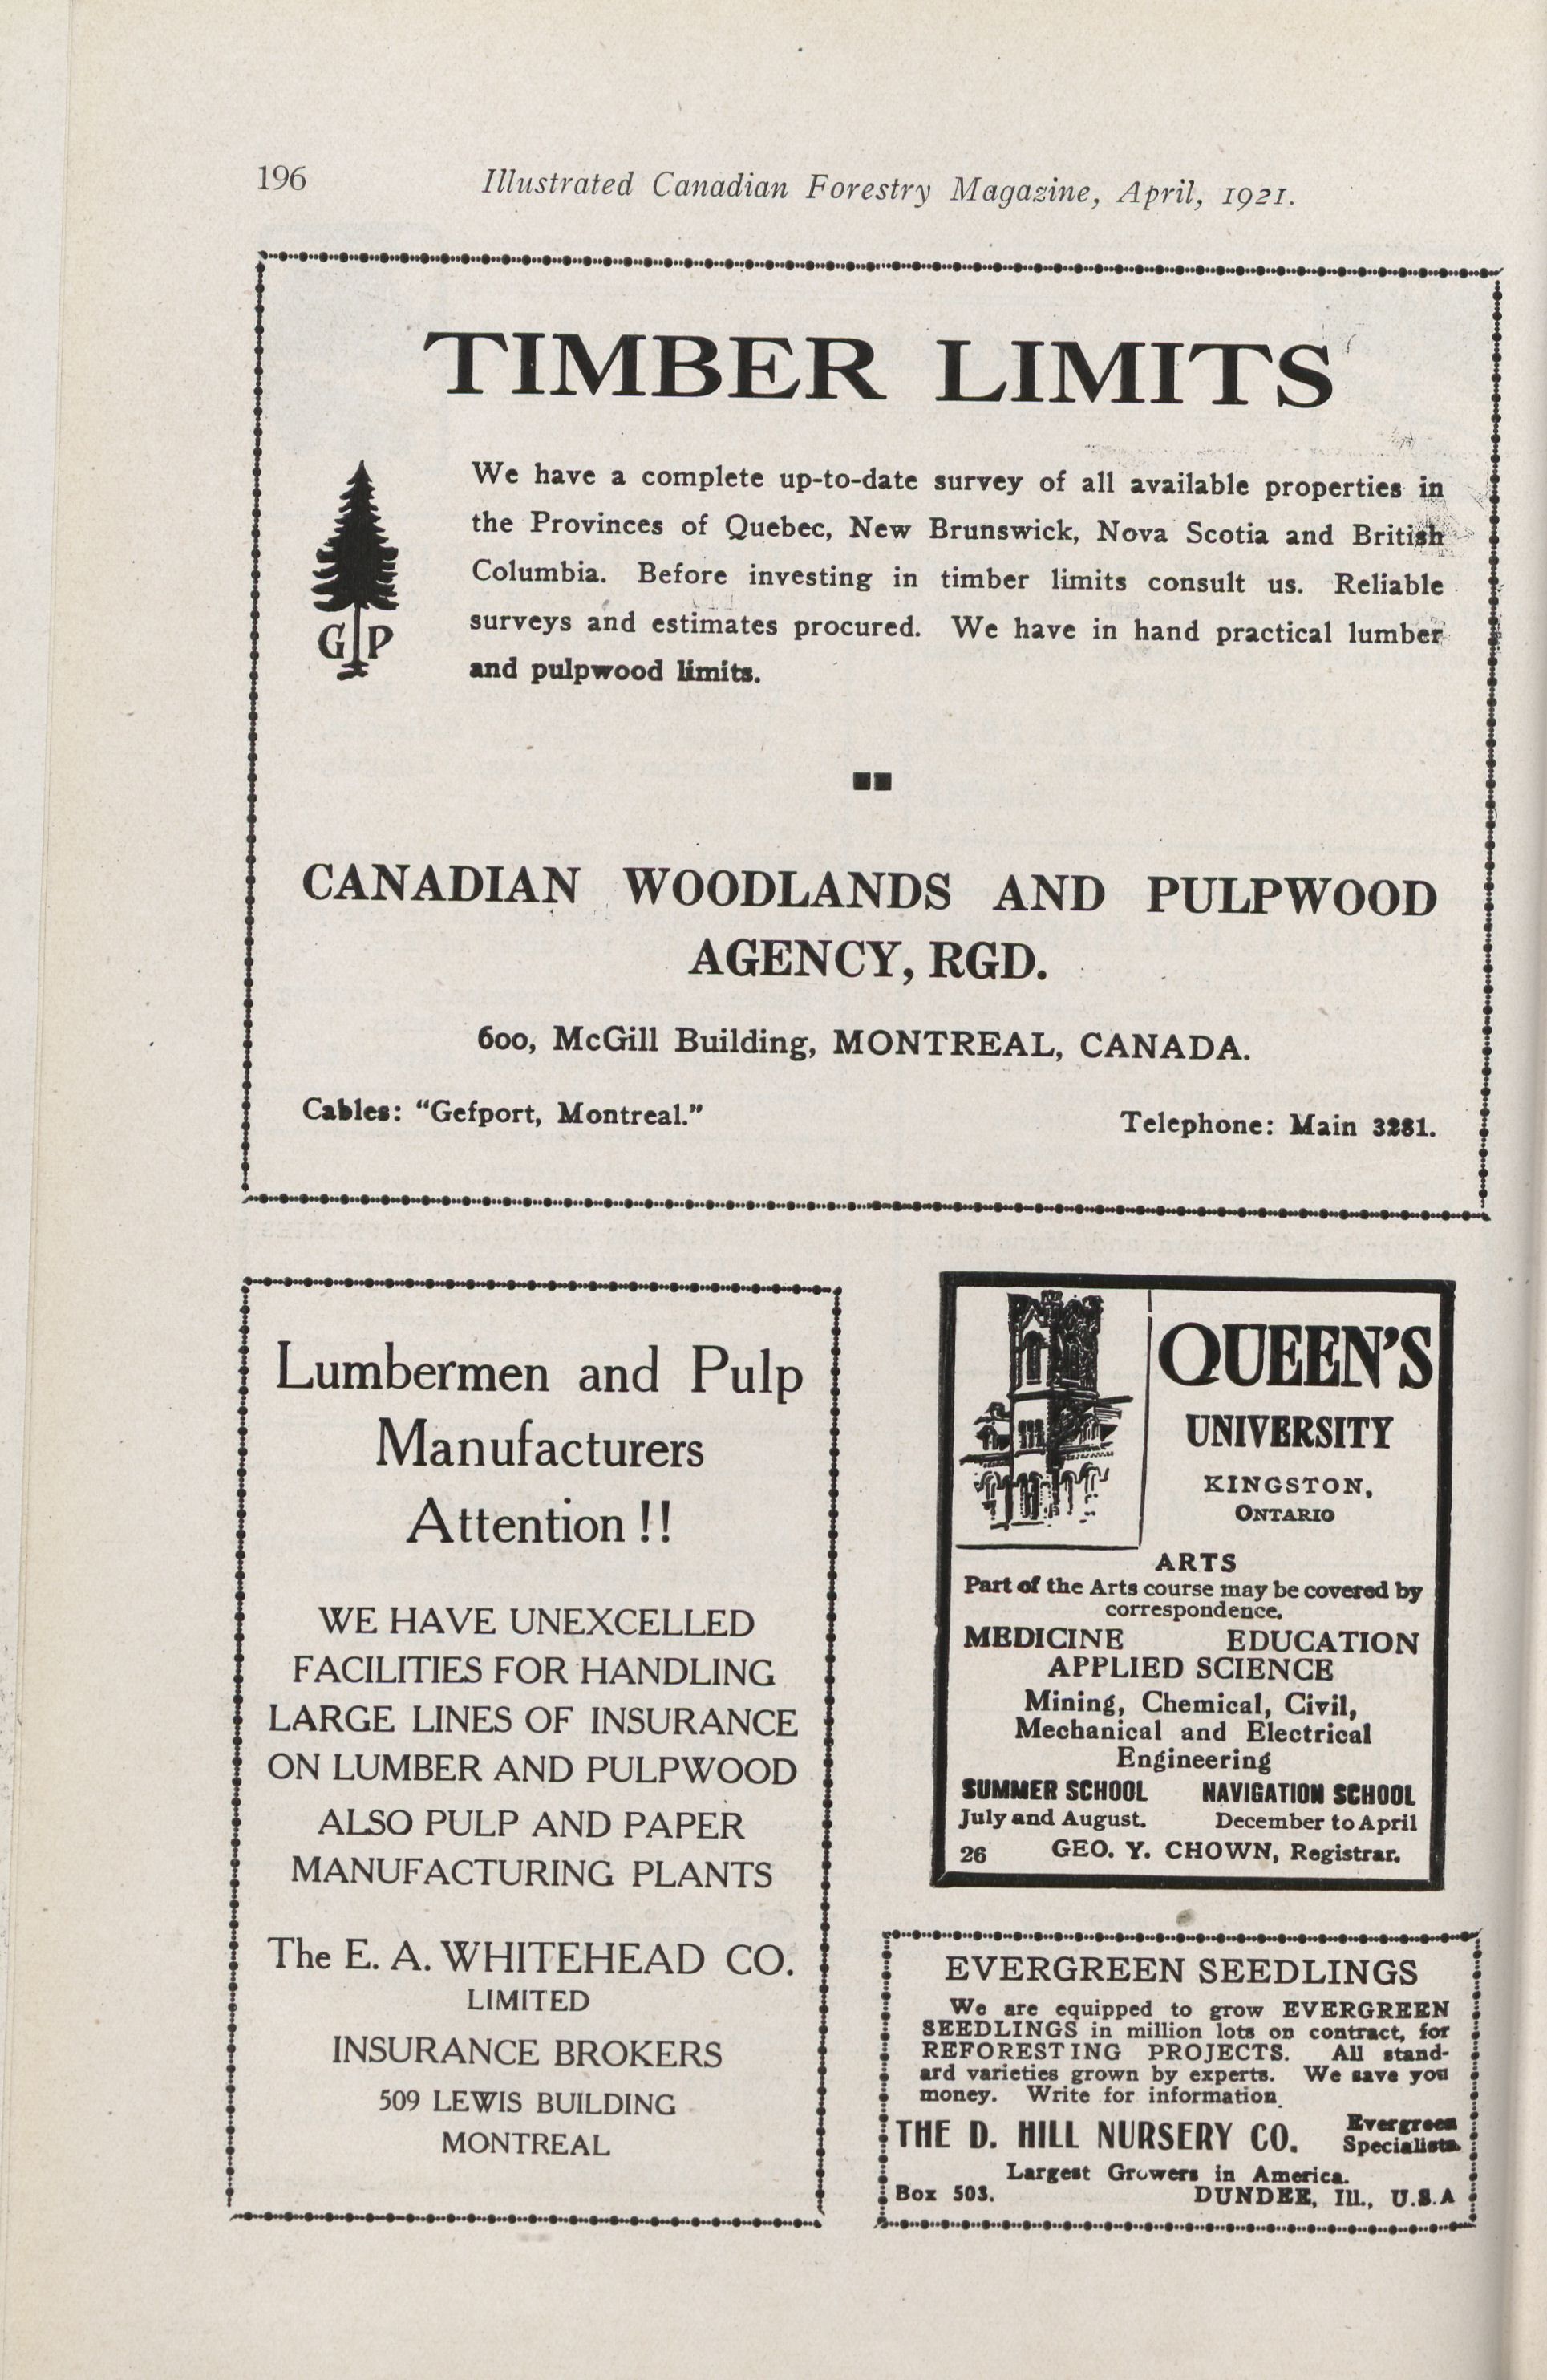 196
Illustrated Canadian Forestry Magazine, April, 1921.
TIMBER LIMITS
We have a complete up-to-date survey of all available properties in
the Provinces of Quebec, New Brunswick, Nova Scotia and British
Columbia. Before investing in timber limits consult us. Reliable
surveys and estimates procured. We have in hand practical lumber
and pulpwood limits.
G P
CANADIAN WOODLANDS AND PULPWOOD
AGENCY, RGD.
600, McGill Building, MONTREAL, CANADA.
Cables: "Gefport, Montreal."
Telephone: Main 3281.
Lumbermen and Pulp
Manufacturers
Attention !!
WE HAVE UNEXCELLED
FACILITIES FOR HANDLING
LARGE LINES OF INSURANCE
ON LUMBER AND PULPWOOD
ALSO PULP AND PAPER
MANUFACTURING PLANTS
The E. A. WHITEHEAD CO.
LIMITED
INSURANCE BROKERS
509 LEWIS BUILDING
MONTREAL
QUEEN'S
UNIVERSITY
KINGSTON,
ONTARIO
ARTS
Part of the Arts course may be covered by
correspondence.
MEDICINE EDUCATION
APPLIED SCIENCE
Mining, Chemical, Civil,
Mechanical and Electrical
Engineering
SUMMER SCHOOL NAVIGATION SCHOOL
July and August. December to April
26 GEO. Y. CHOWN, Registrar.
EVERGREEN SEEDLINGS
We are equipped to grow EVERGREEN
SEEDLINGS in million lots on contract, for
REFORESTING PROJECTS. All stand-
ard varieties grown by experts. We save you
money. Write for information.
THE D. HILL NURSERY CO. Evergreen
Specialists.
Largest Growers in America.
Box 503. DUNDEE, Ill., U.S.A